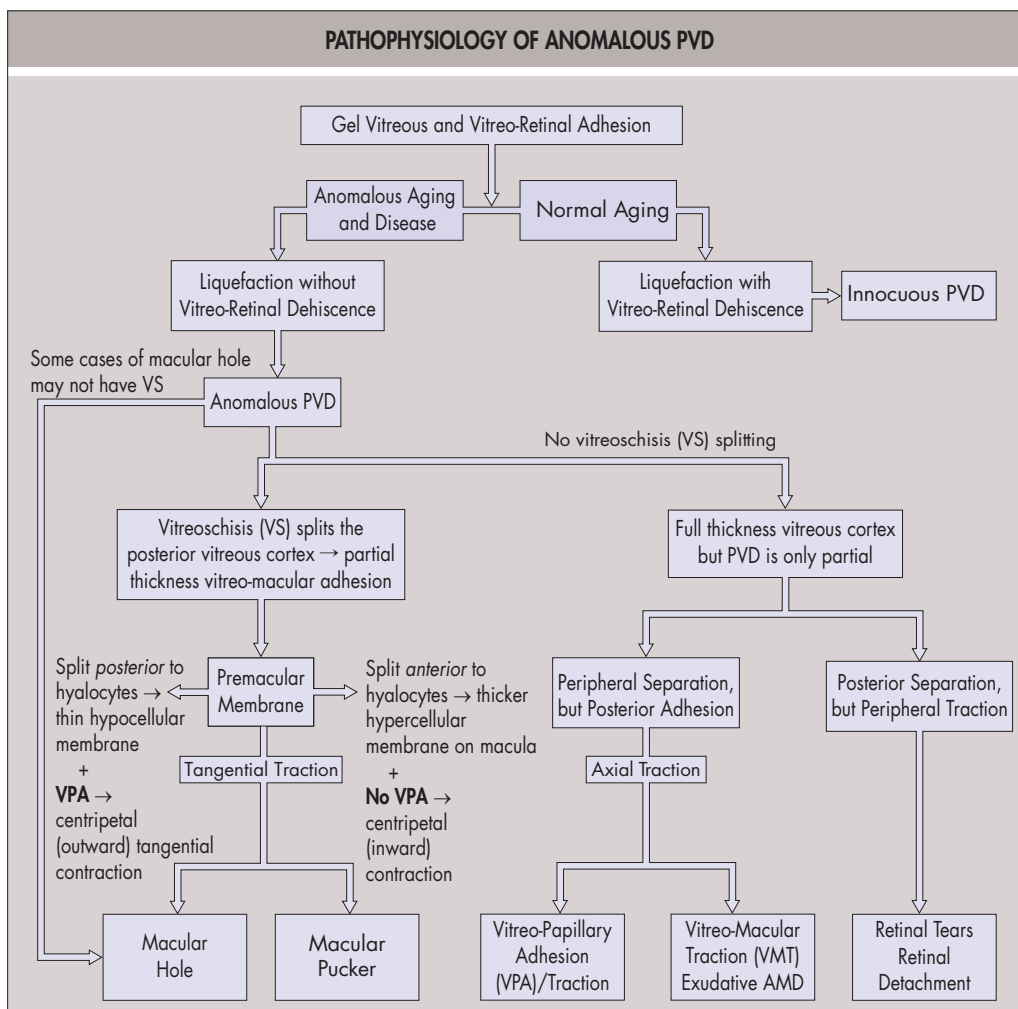 PATHOPHYSIOLOGY OF ANOMALOUS PVD
Gel Vitreous and Vitreo-Retinal Adhesion
Anomalous Aging
and Disease
Normal Aging
Liquefaction without
Vitreo-Retinal Dehiscence
Liquefaction with
Vitreo-Retinal Dehiscence
Innocuous PVD
Some cases of macular hole
may not have VS
Anomalous PVD
No vitreoschisis (VS) splitting
Vitreoschisis (VS) splits the
posterior vitreous cortex → partial
thickness vitreo-macular adhesion
Full thickness vitreous cortex
but PVD is only partial
Split posterior to
hyalocytes →
thin hypocellular
membrane
+
VPA →
centripetal
(outward) tangential
contraction
Premacular
Membrane
Split anterior to
hyalocytes → thicker
hypercellular
membrane on macula
+
No VPA →
centripetal
(inward)
contraction
Tangential Traction
Peripheral Separation,
but Posterior Adhesion
Posterior Separation,
but Peripheral Traction
Axial Traction
Macular
Hole
Macular
Pucker
Vitreo-Papillary
Adhesion
(VPA)/Traction
Vitreo-Macular
Traction (VMT)
Exudative AMD
Retinal Tears
Retinal
Detachment